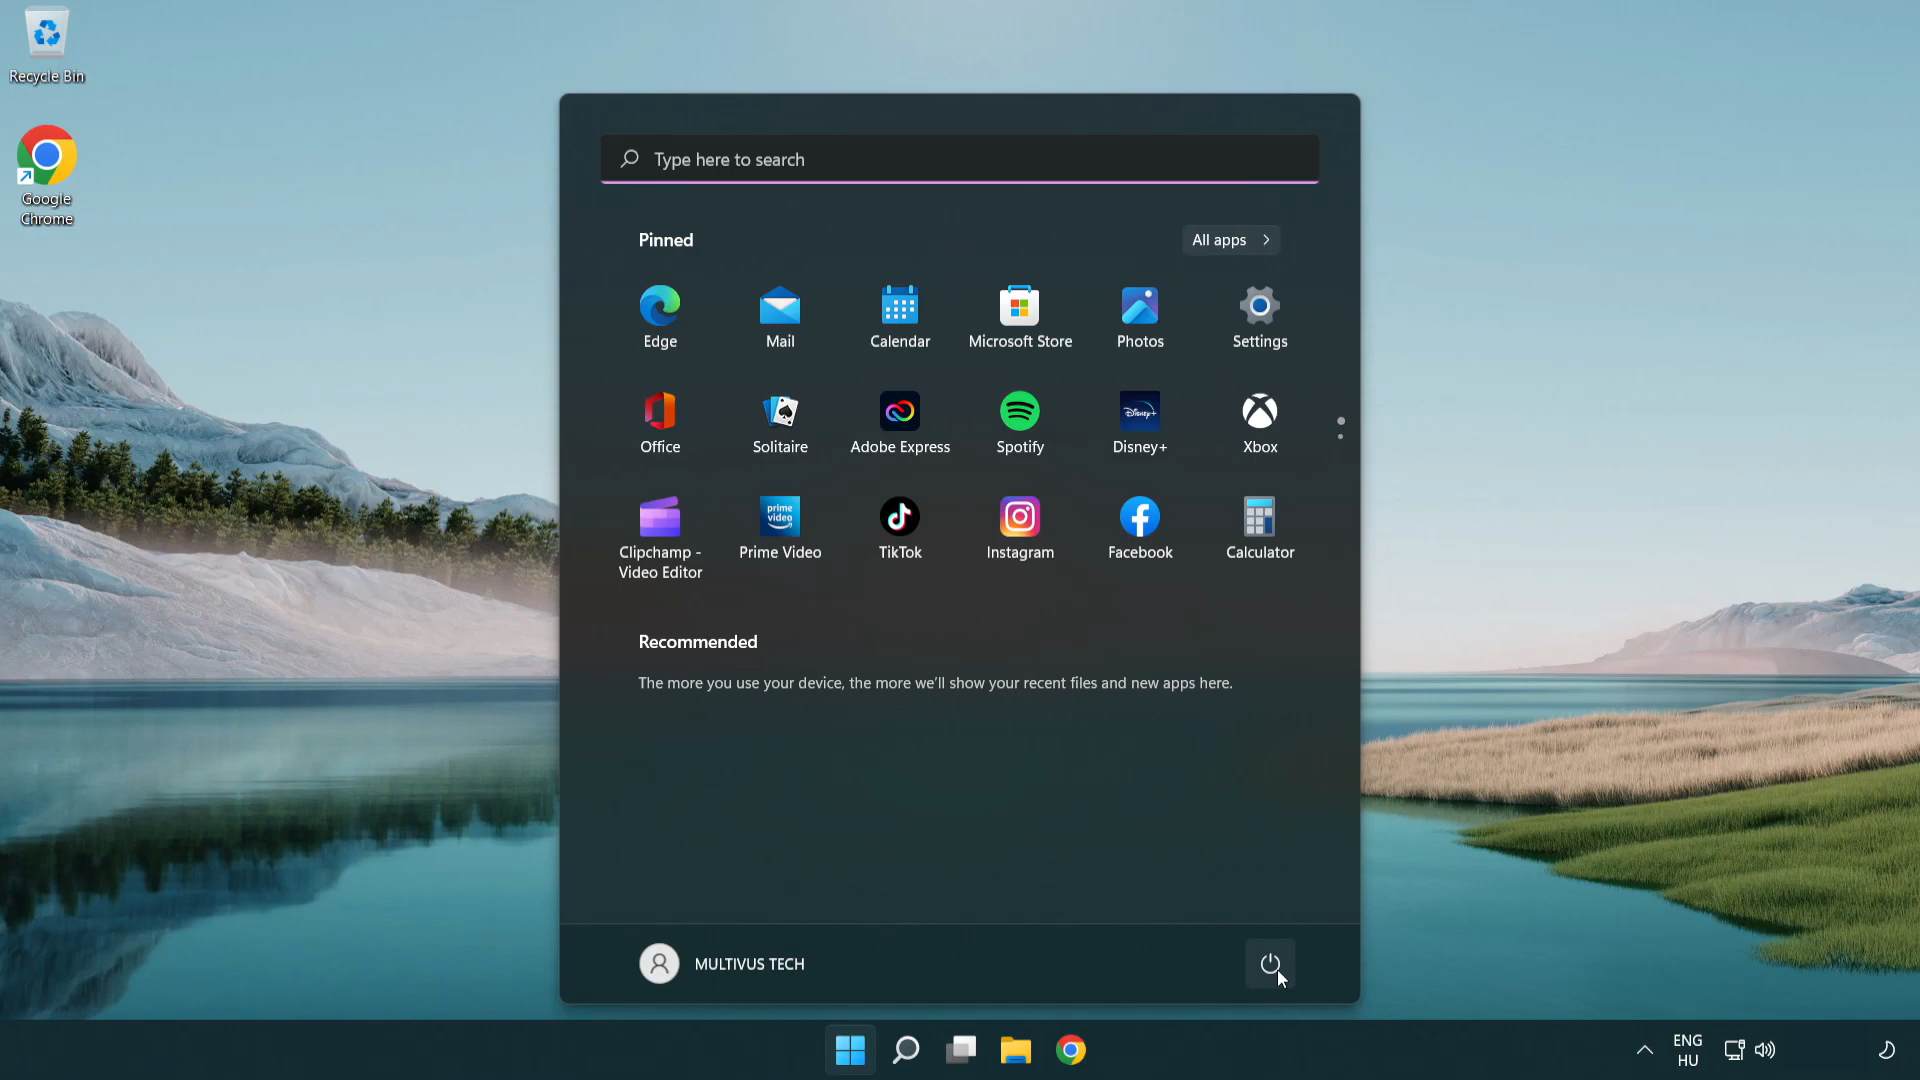 Recycle Bin
Google
Chrome
Type here to search
Pinned
All apps
Edge
Mail
Calendar
Microsoft Store
Photos
Settings
Office
Solitaire
Adobe Express
Spotify
Disney+
Disney+
Xbox
prime
video
Clipchamp -
Video Editor
Prime Video
TikTok
Instagram
Facebook
Calculator
Recommended
The more you use your device, the more we’ll show your recent files and new apps here.
MULTIVUS TECH
ENG
HU